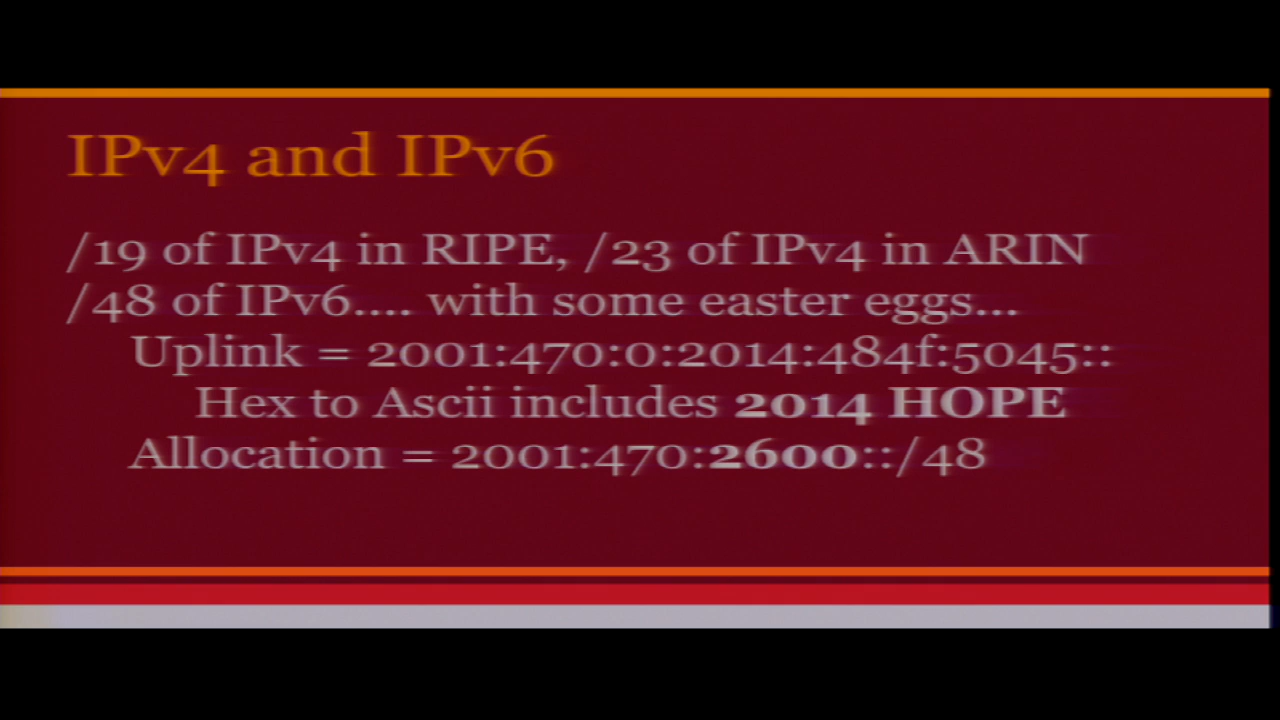 IPv4 and IPv6
/19 of IPv4 in RIPE, /23 of IPv4 in ARIN
/48 of IPv6.... with some easter eggs...
Uplink = 2001:470:0:2014:484f:5045::
Hex to Ascii includes 2014 HOPE
Allocation = 2001:470:2600::/48